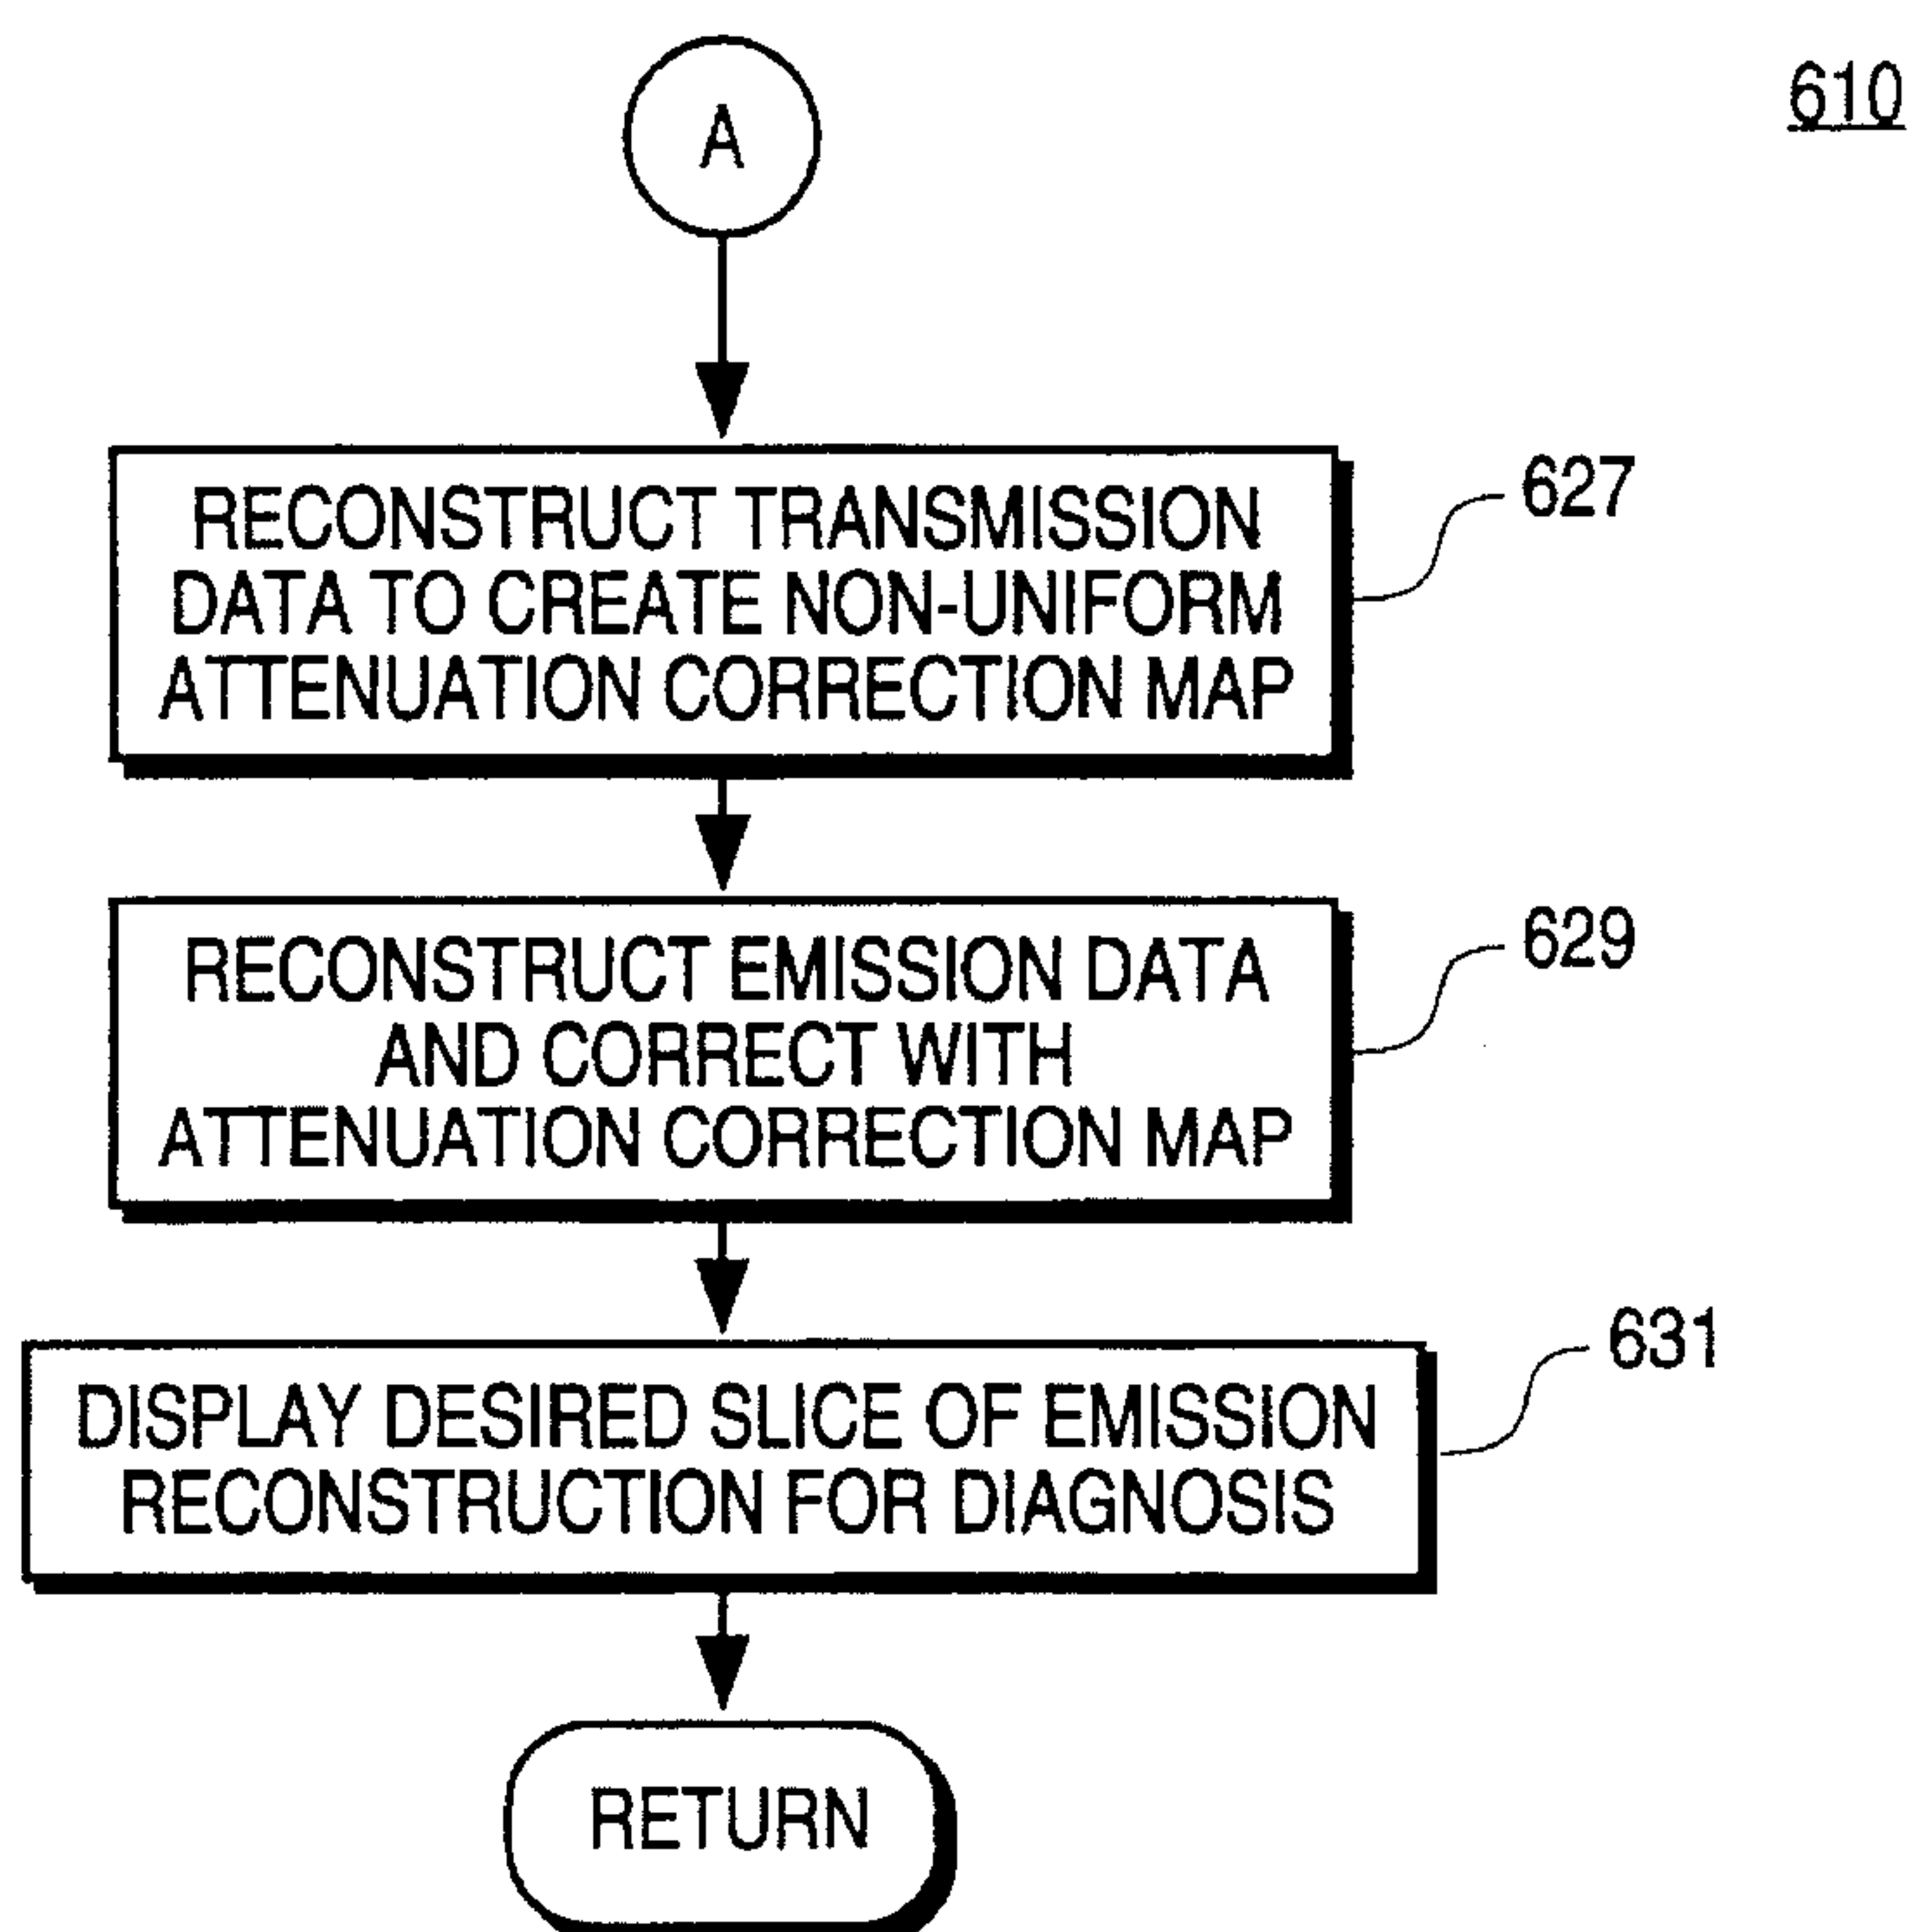 610
A
RECONSTRUCT TRANSMISSION
DATA TO CREATE NON-UNIFORM
ATTENUATION CORRECTION MAP
627
RECONSTRUCT EMISSION DATA
AND CORRECT WITH
ATTENUATION CORRECTION MAP
629
DISPLAY DESIRED SLICE OF EMISSION
RECONSTRUCTION FOR DIAGNOSIS
631
RETURN